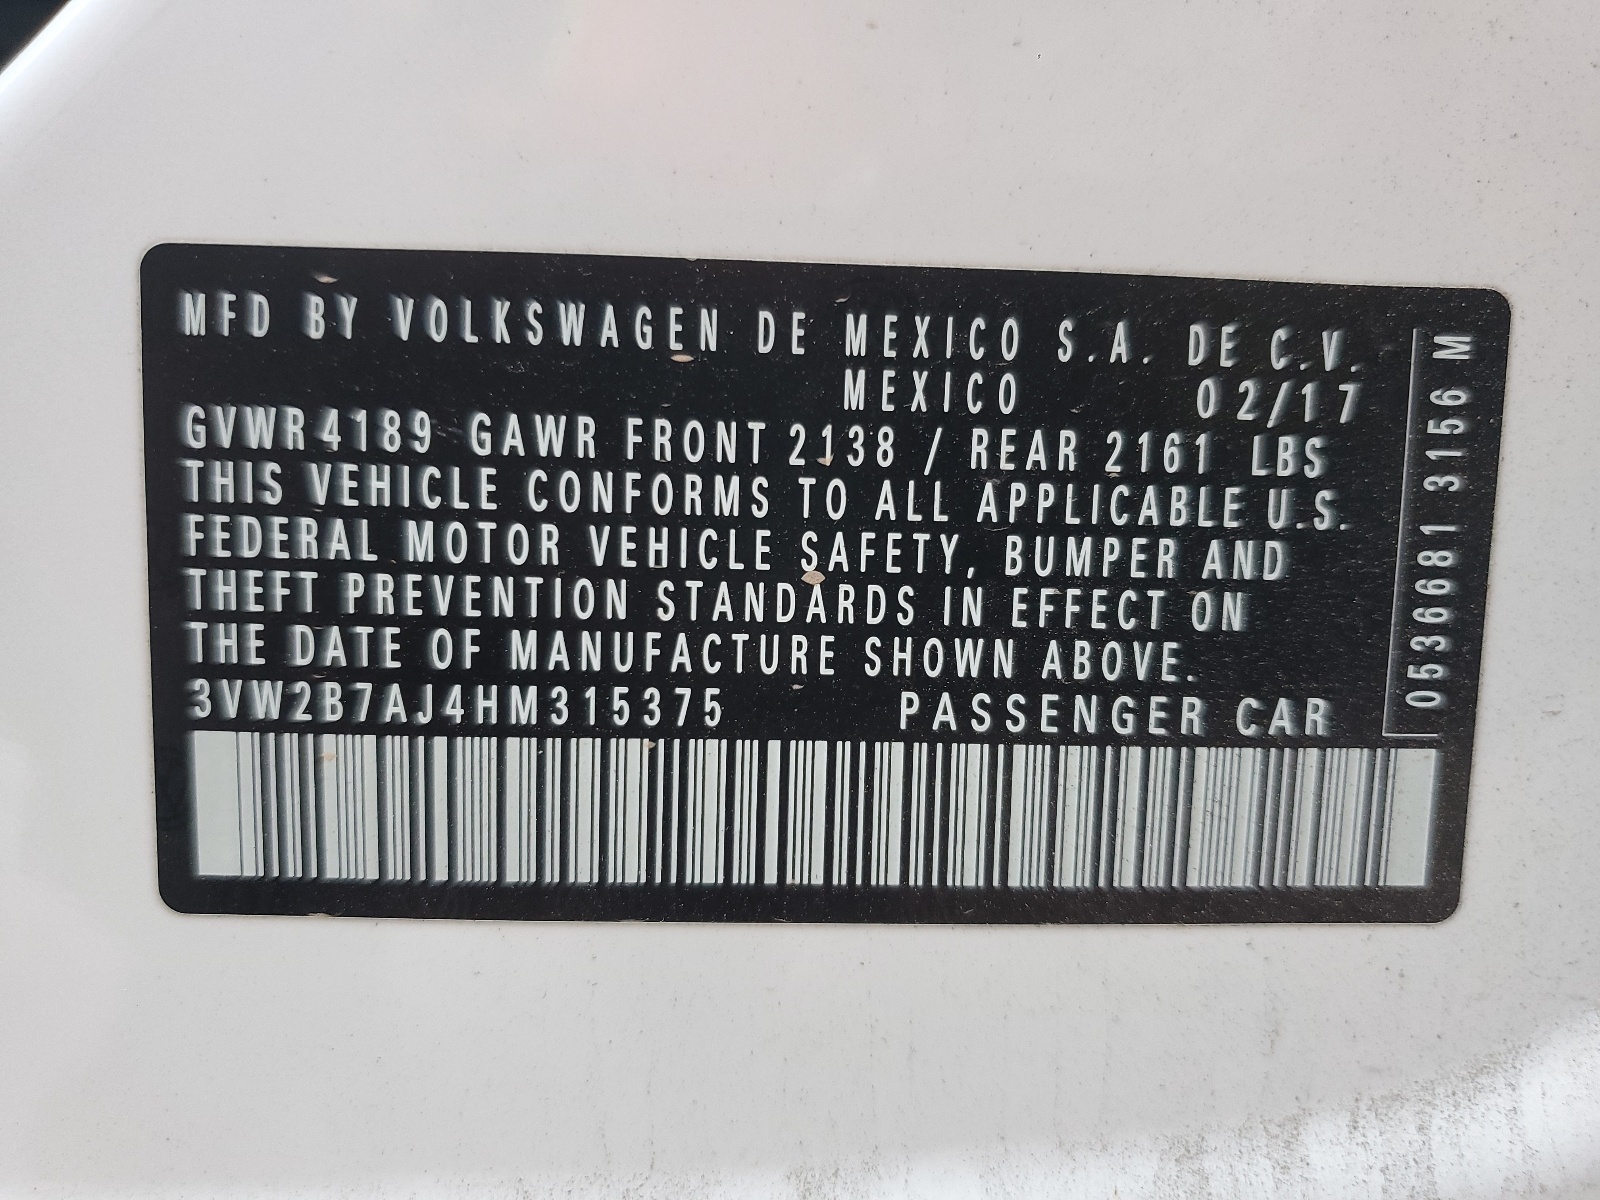 MFD BY VOLKSWAGEN DE MEXICO S.A. DE C.V.
MEXICO 02/17
GVWR 4189 GAWR FRONT 2138 / REAR 2161 LBS
THIS VEHICLE CONFORMS TO ALL APPLICABLE U.S.
FEDERAL MOTOR VEHICLE SAFETY, BUMPER AND
THEFT PREVENTION STANDARDS IN EFFECT ON
THE DATE OF MANUFACTURE SHOWN ABOVE.
3VW2B7AJ4HM315375 PASSENGER CAR
0536681 3156 M